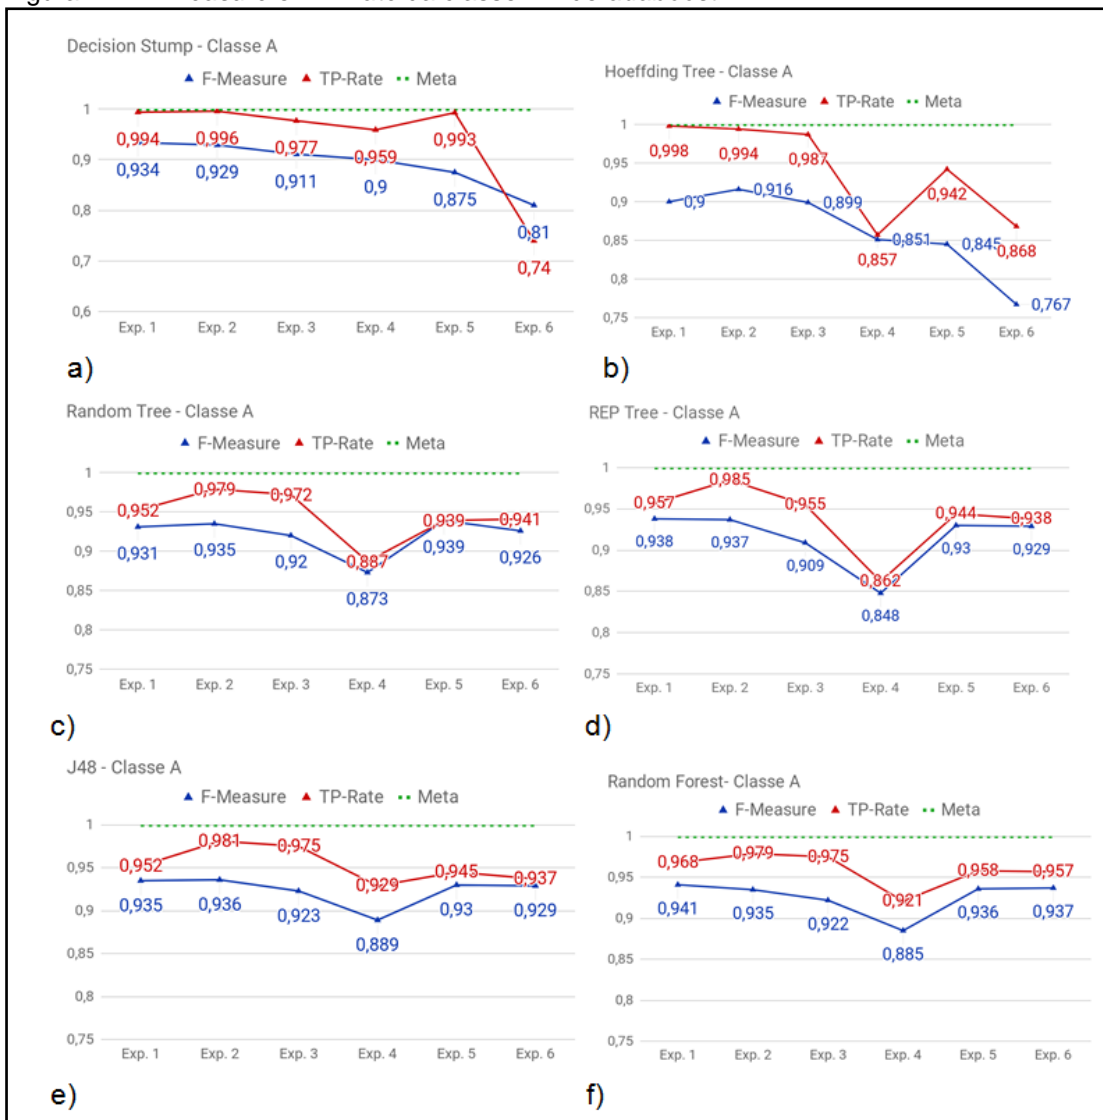 Decision Stump - Classe A
F-Measure TP-Rate Meta
1
0,9
0,8
0,7
0,6
0,994 0,996 0,977 0,959 0,993 0,74
0,934 0,929 0,911 0,9 0,875 0,81
Exp. 1 Exp. 2 Exp. 3 Exp. 4 Exp. 5 Exp. 6
a)
Hoeffding Tree - Classe A
F-Measure TP-Rate Meta
1
0,95
0,9
0,85
0,8
0,75
0,998 0,994 0,987 0,857 0,942 0,868
0,9 0,916 0,899 0,851 0,845 0,767
Exp. 1 Exp. 2 Exp. 3 Exp. 4 Exp. 5 Exp. 6
b)
Random Tree - Classe A
F-Measure TP-Rate Meta
1
0,95
0,9
0,85
0,8
0,75
0,952 0,979 0,972 0,887 0,939 0,941
0,931 0,935 0,92 0,873 0,939 0,926
Exp. 1 Exp. 2 Exp. 3 Exp. 4 Exp. 5 Exp. 6
c)
REP Tree - Classe A
F-Measure TP-Rate Meta
1
0,95
0,9
0,85
0,8
0,75
0,957 0,985 0,955 0,862 0,944 0,938
0,938 0,937 0,909 0,848 0,93 0,929
Exp. 1 Exp. 2 Exp. 3 Exp. 4 Exp. 5 Exp. 6
d)
J48 - Classe A
F-Measure TP-Rate Meta
1
0,95
0,9
0,85
0,8
0,75
0,952 0,981 0,975 0,929 0,945 0,937
0,935 0,936 0,923 0,889 0,93 0,929
Exp. 1 Exp. 2 Exp. 3 Exp. 4 Exp. 5 Exp. 6
e)
Random Forest- Classe A
F-Measure TP-Rate Meta
1
0,95
0,9
0,85
0,8
0,75
0,968 0,979 0,975 0,921 0,958 0,957
0,941 0,935 0,922 0,885 0,936 0,937
Exp. 1 Exp. 2 Exp. 3 Exp. 4 Exp. 5 Exp. 6
f)